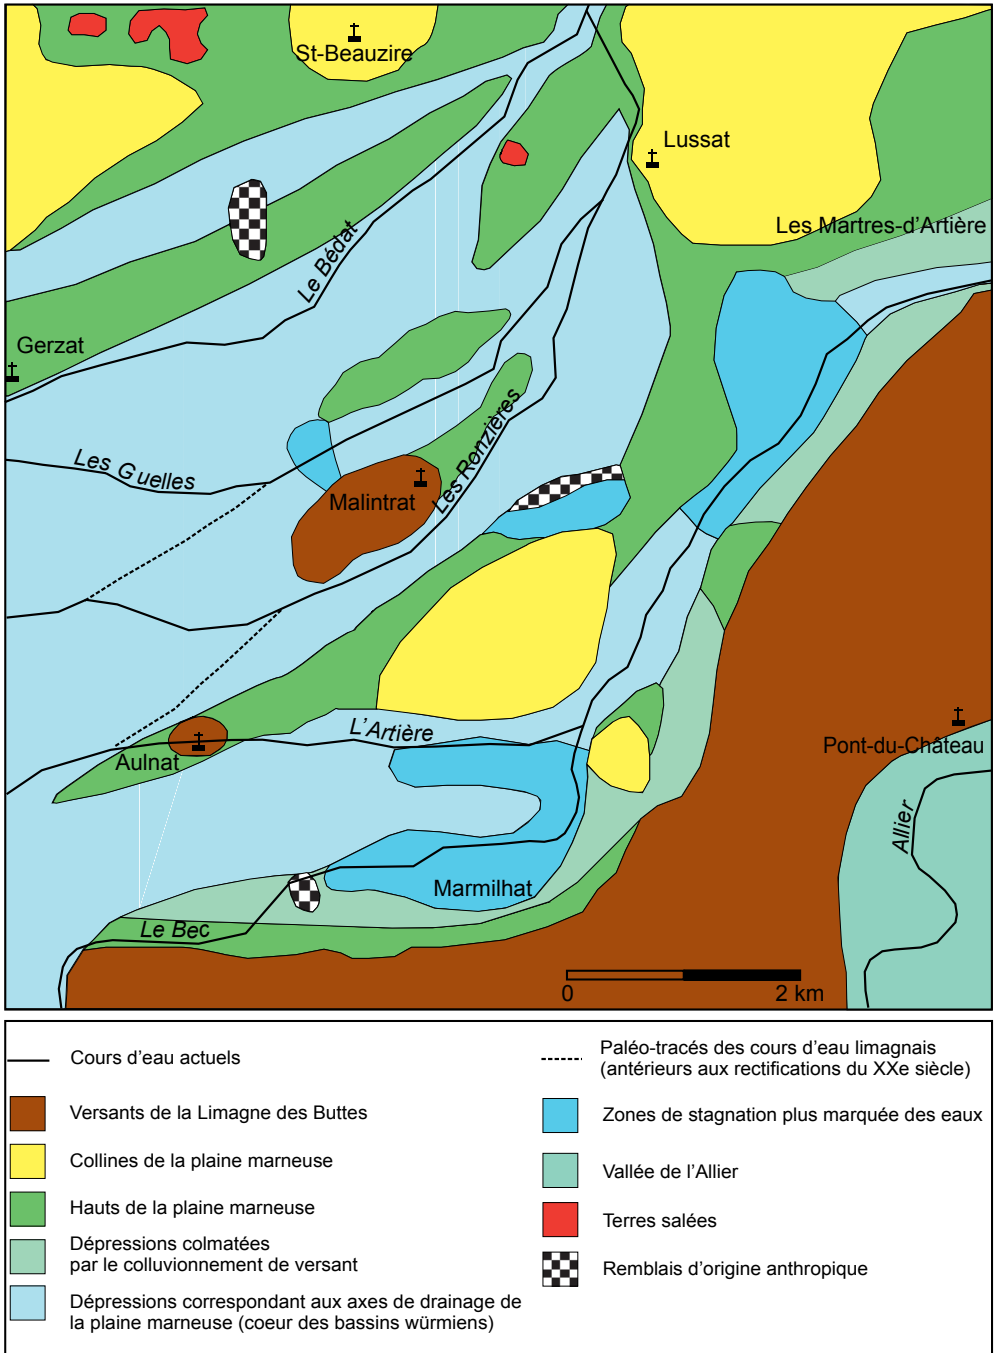 St-Beauzire
Lussat
Les Martres-d'Artière
Le Bédat
Gerzat
Les Guelles
Les Ronzières
Malintrat
L'Artière
Aulnat
Pont-du-Château
Allier
Marmilhat
Le Bec
0 2 km
Cours d'eau actuels
Versants de la Limagne des Buttes
Collines de la plaine marneuse
Hauts de la plaine marneuse
Dépressions colmatées
par le colluvionnement de versant
Dépressions correspondant aux axes de drainage de
la plaine marneuse (coeur des bassins würmiens)
Paléo-tracés des cours d'eau limagnais
(antérieurs aux rectifications du XXe siècle)
Zones de stagnation plus marquée des eaux
Vallée de l'Allier
Terres salées
Remblais d'origine anthropique